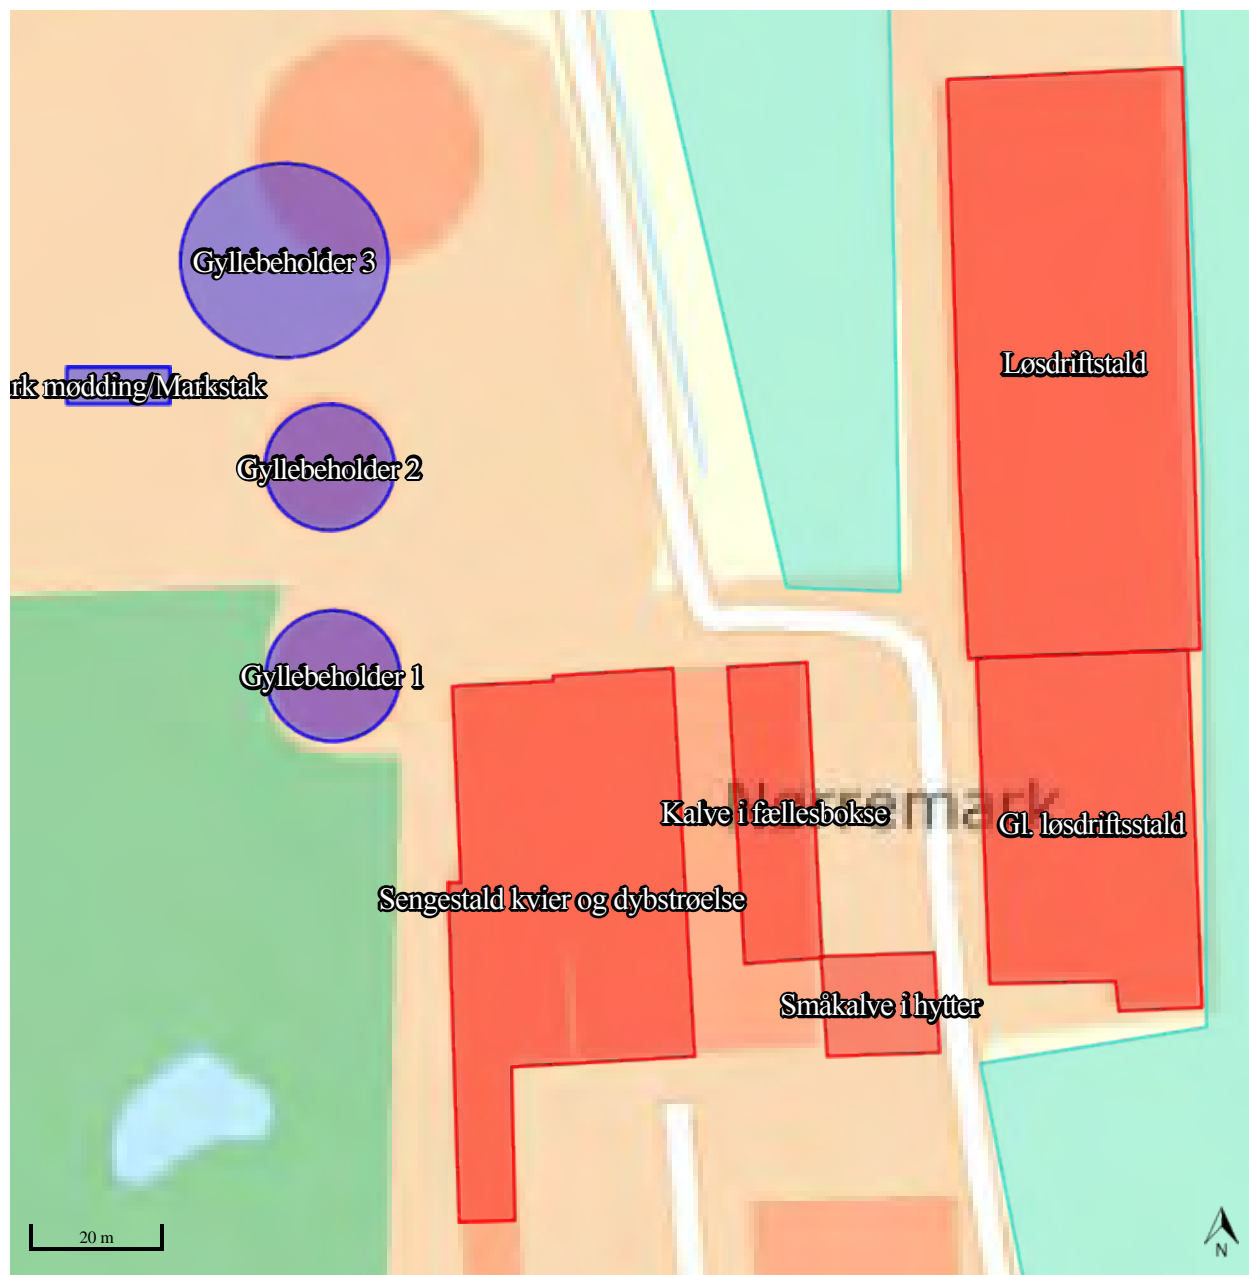 Gyllebeholder 3
Løsdriftstald
mødding/Markstak
Gyllebeholder 2
Gyllebeholder 1
Nørremark
Kalve i fællesbokse
Gl. løsdriftsstald
Sengestald kvier og dybstrøelse
Småkalve i hytter
20 m
N